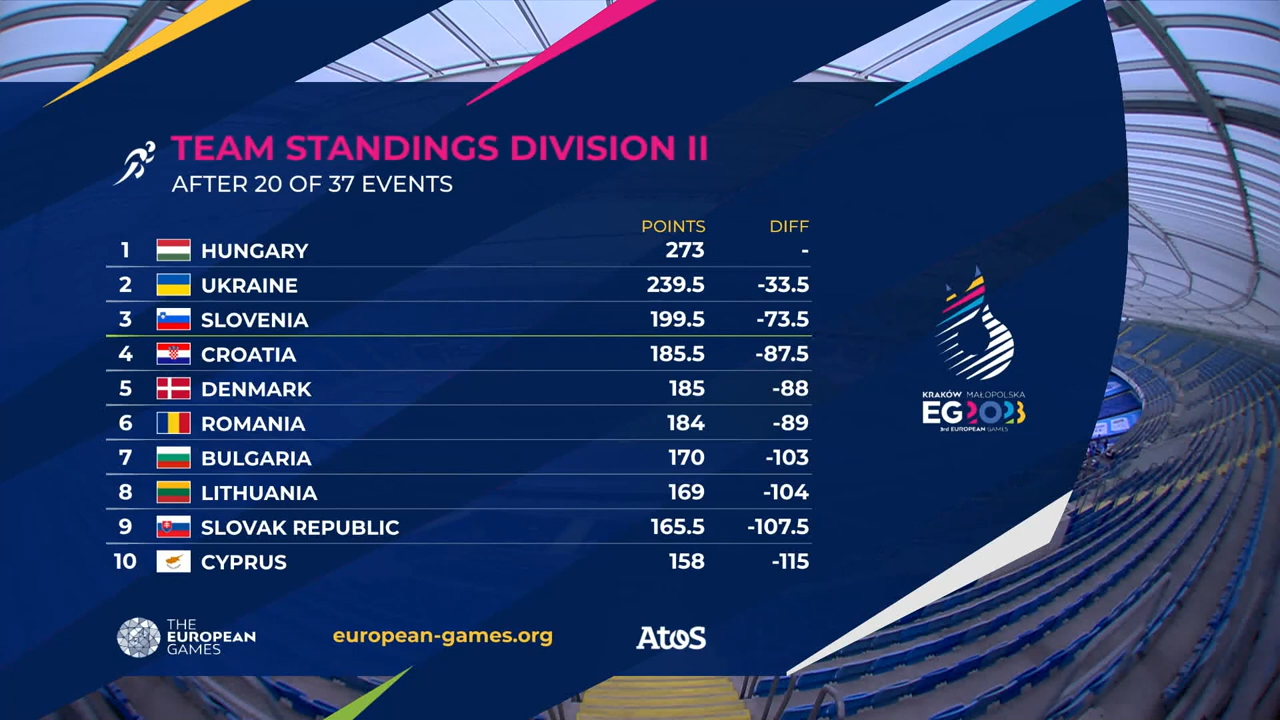 TEAM STANDINGS DIVISION II
AFTER 20 OF 37 EVENTS
POINTS DIFF
1 HUNGARY 273 -
2 UKRAINE 239.5 -33.5
3 SLOVENIA 199.5 -73.5
4 CROATIA 185.5 -87.5
5 DENMARK 185 -88
6 ROMANIA 184 -89
7 BULGARIA 170 -103
8 LITHUANIA 169 -104
9 SLOVAK REPUBLIC 165.5 -107.5
10 CYPRUS 158 -115
KRAKÓW MAŁOPOLSKA
EG2023
3rd EUROPEAN GAMES
THE
EUROPEAN
GAMES
european-games.org
Atos